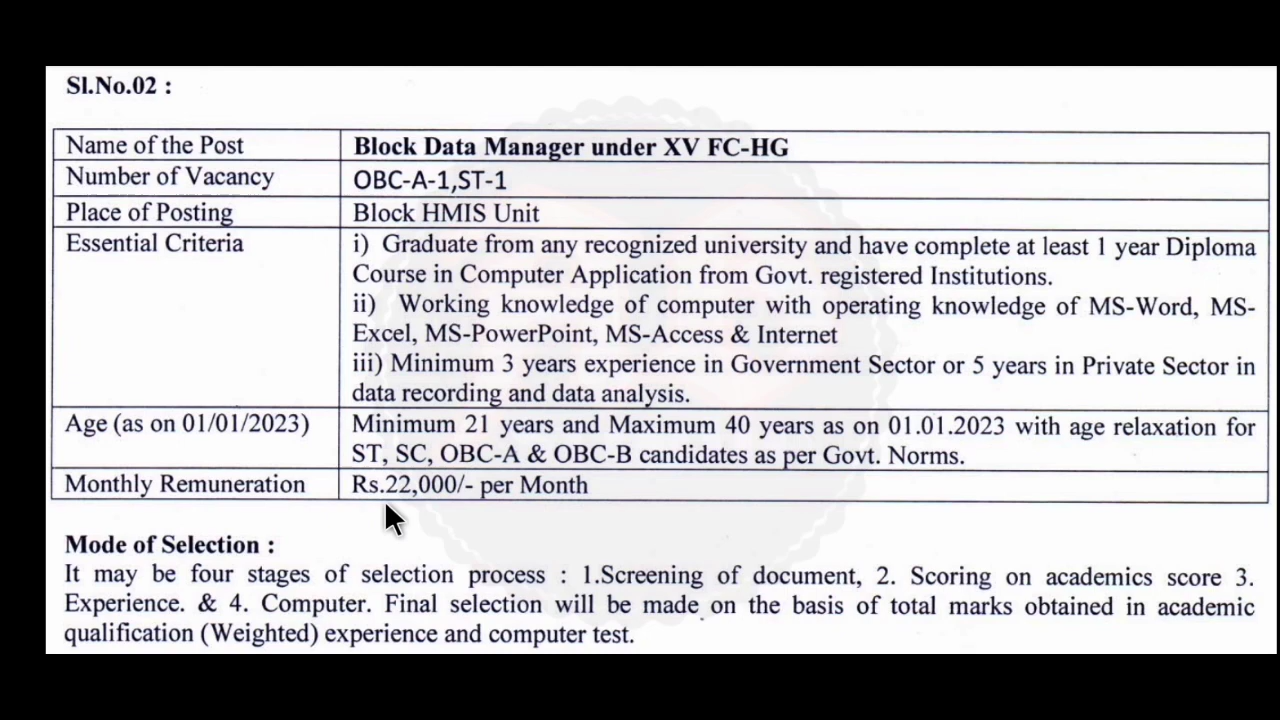 Sl.No.02 :
Name of the Post
Block Data Manager under XV FC-HG
Number of Vacancy
OBC-A-1,ST-1
Place of Posting
Block HMIS Unit
Essential Criteria
i) Graduate from any recognized university and have complete at least 1 year Diploma
Course in Computer Application from Govt. registered Institutions.
ii) Working knowledge of computer with operating knowledge of MS-Word, MS-
Excel, MS-PowerPoint, MS-Access & Internet
iii) Minimum 3 years experience in Government Sector or 5 years in Private Sector in
data recording and data analysis.
Age (as on 01/01/2023)
Minimum 21 years and Maximum 40 years as on 01.01.2023 with age relaxation for
ST, SC, OBC-A & OBC-B candidates as per Govt. Norms.
Monthly Remuneration
Rs.22,000/- per Month
Mode of Selection :
It may be four stages of selection process : 1.Screening of document, 2. Scoring on academics score 3.
Experience. & 4. Computer. Final selection will be made on the basis of total marks obtained in academic
qualification (Weighted) experience and computer test.